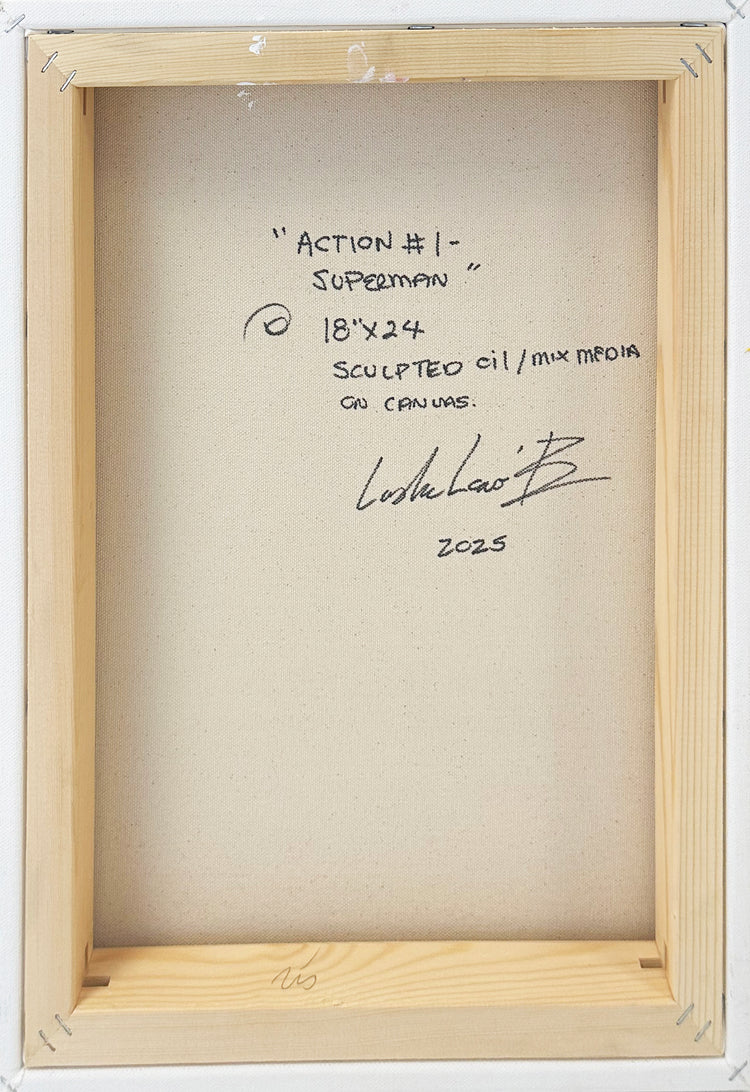 "ACTION #1-
SUPERMAN"
18"X24
SCULPTED oil/MIX MEDIA
ON CANVAS.
2025